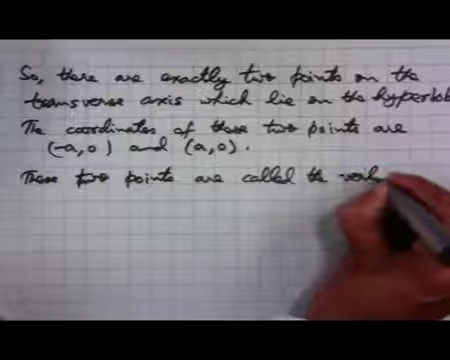 So, there are exactly two points on the
transverse axis which lie on the hyperbol
The coordinates of these two points are
(-a, 0) and (a, 0).
These two points are called the